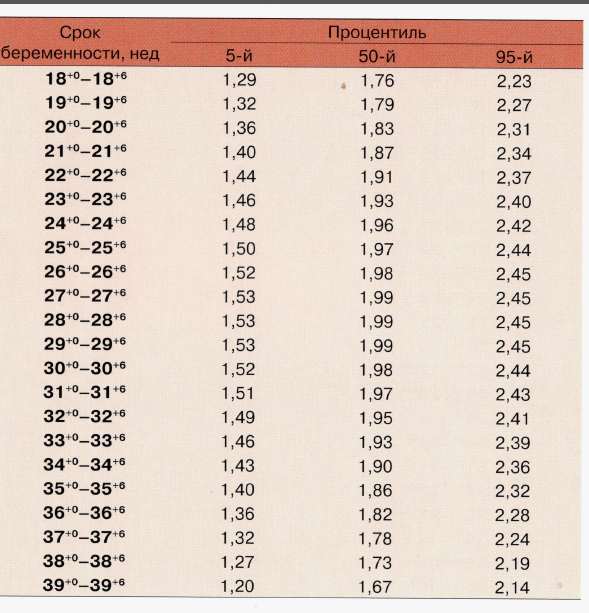 Срок Процентиль
беременности, нед 5-й 50-й 95-й
18+0–18+6 1,29 1,76 2,23
19+0–19+6 1,32 1,79 2,27
20+0–20+6 1,36 1,83 2,31
21+0–21+6 1,40 1,87 2,34
22+0–22+6 1,44 1,91 2,37
23+0–23+6 1,46 1,93 2,40
24+0–24+6 1,48 1,96 2,42
25+0–25+6 1,50 1,97 2,44
26+0–26+6 1,52 1,98 2,45
27+0–27+6 1,53 1,99 2,45
28+0–28+6 1,53 1,99 2,45
29+0–29+6 1,53 1,99 2,45
30+0–30+6 1,52 1,98 2,44
31+0–31+6 1,51 1,97 2,43
32+0–32+6 1,49 1,95 2,41
33+0–33+6 1,46 1,93 2,39
34+0–34+6 1,43 1,90 2,36
35+0–35+6 1,40 1,86 2,32
36+0–36+6 1,36 1,82 2,28
37+0–37+6 1,32 1,78 2,24
38+0–38+6 1,27 1,73 2,19
39+0–39+6 1,20 1,67 2,14